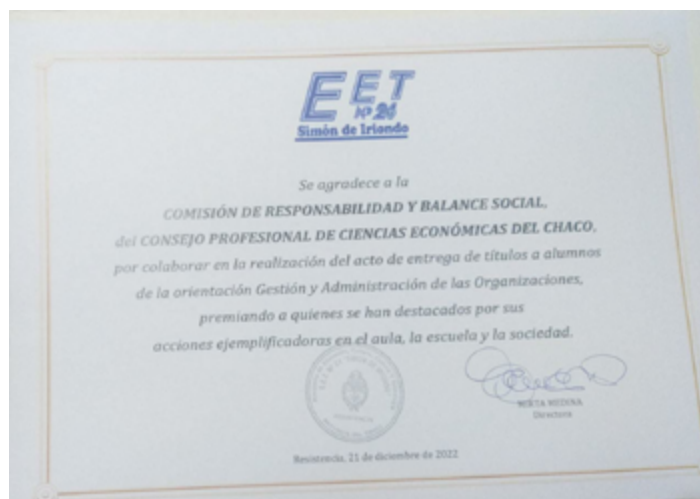 EET
Nº 24
Simón de Iriondo
Se agradece a la
COMISIÓN DE RESPONSABILIDAD Y BALANCE SOCIAL,
del CONSEJO PROFESIONAL DE CIENCIAS ECONÓMICAS DEL CHACO,
por colaborar en la realización del acto de entrega de títulos a alumnos
de la orientación Gestión y Administración de las Organizaciones,
premiando a quienes se han destacados por sus
acciones ejemplificadoras en el aula, la escuela y la sociedad.
MIRTA MEDINA
Directora
Resistencia, 21 de diciembre de 2022